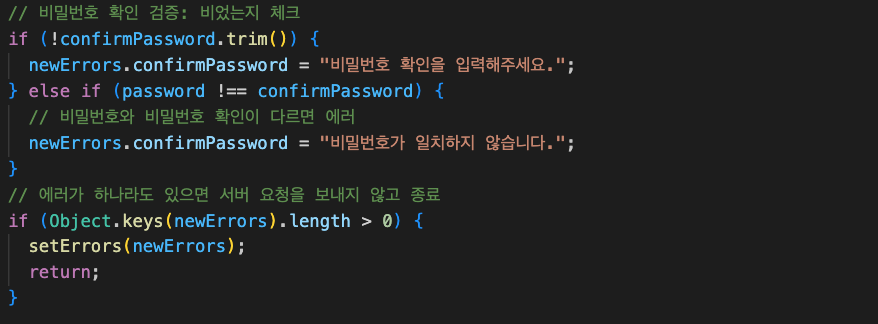 // 비밀번호 확인 검증: 비었는지 체크
if (!confirmPassword.trim()) {
  newErrors.confirmPassword = "비밀번호 확인을 입력해주세요.";
} else if (password !== confirmPassword) {
  // 비밀번호와 비밀번호 확인이 다르면 에러
  newErrors.confirmPassword = "비밀번호가 일치하지 않습니다.";
}
// 에러가 하나라도 있으면 서버 요청을 보내지 않고 종료
if (Object.keys(newErrors).length > 0) {
  setErrors(newErrors);
  return;
}